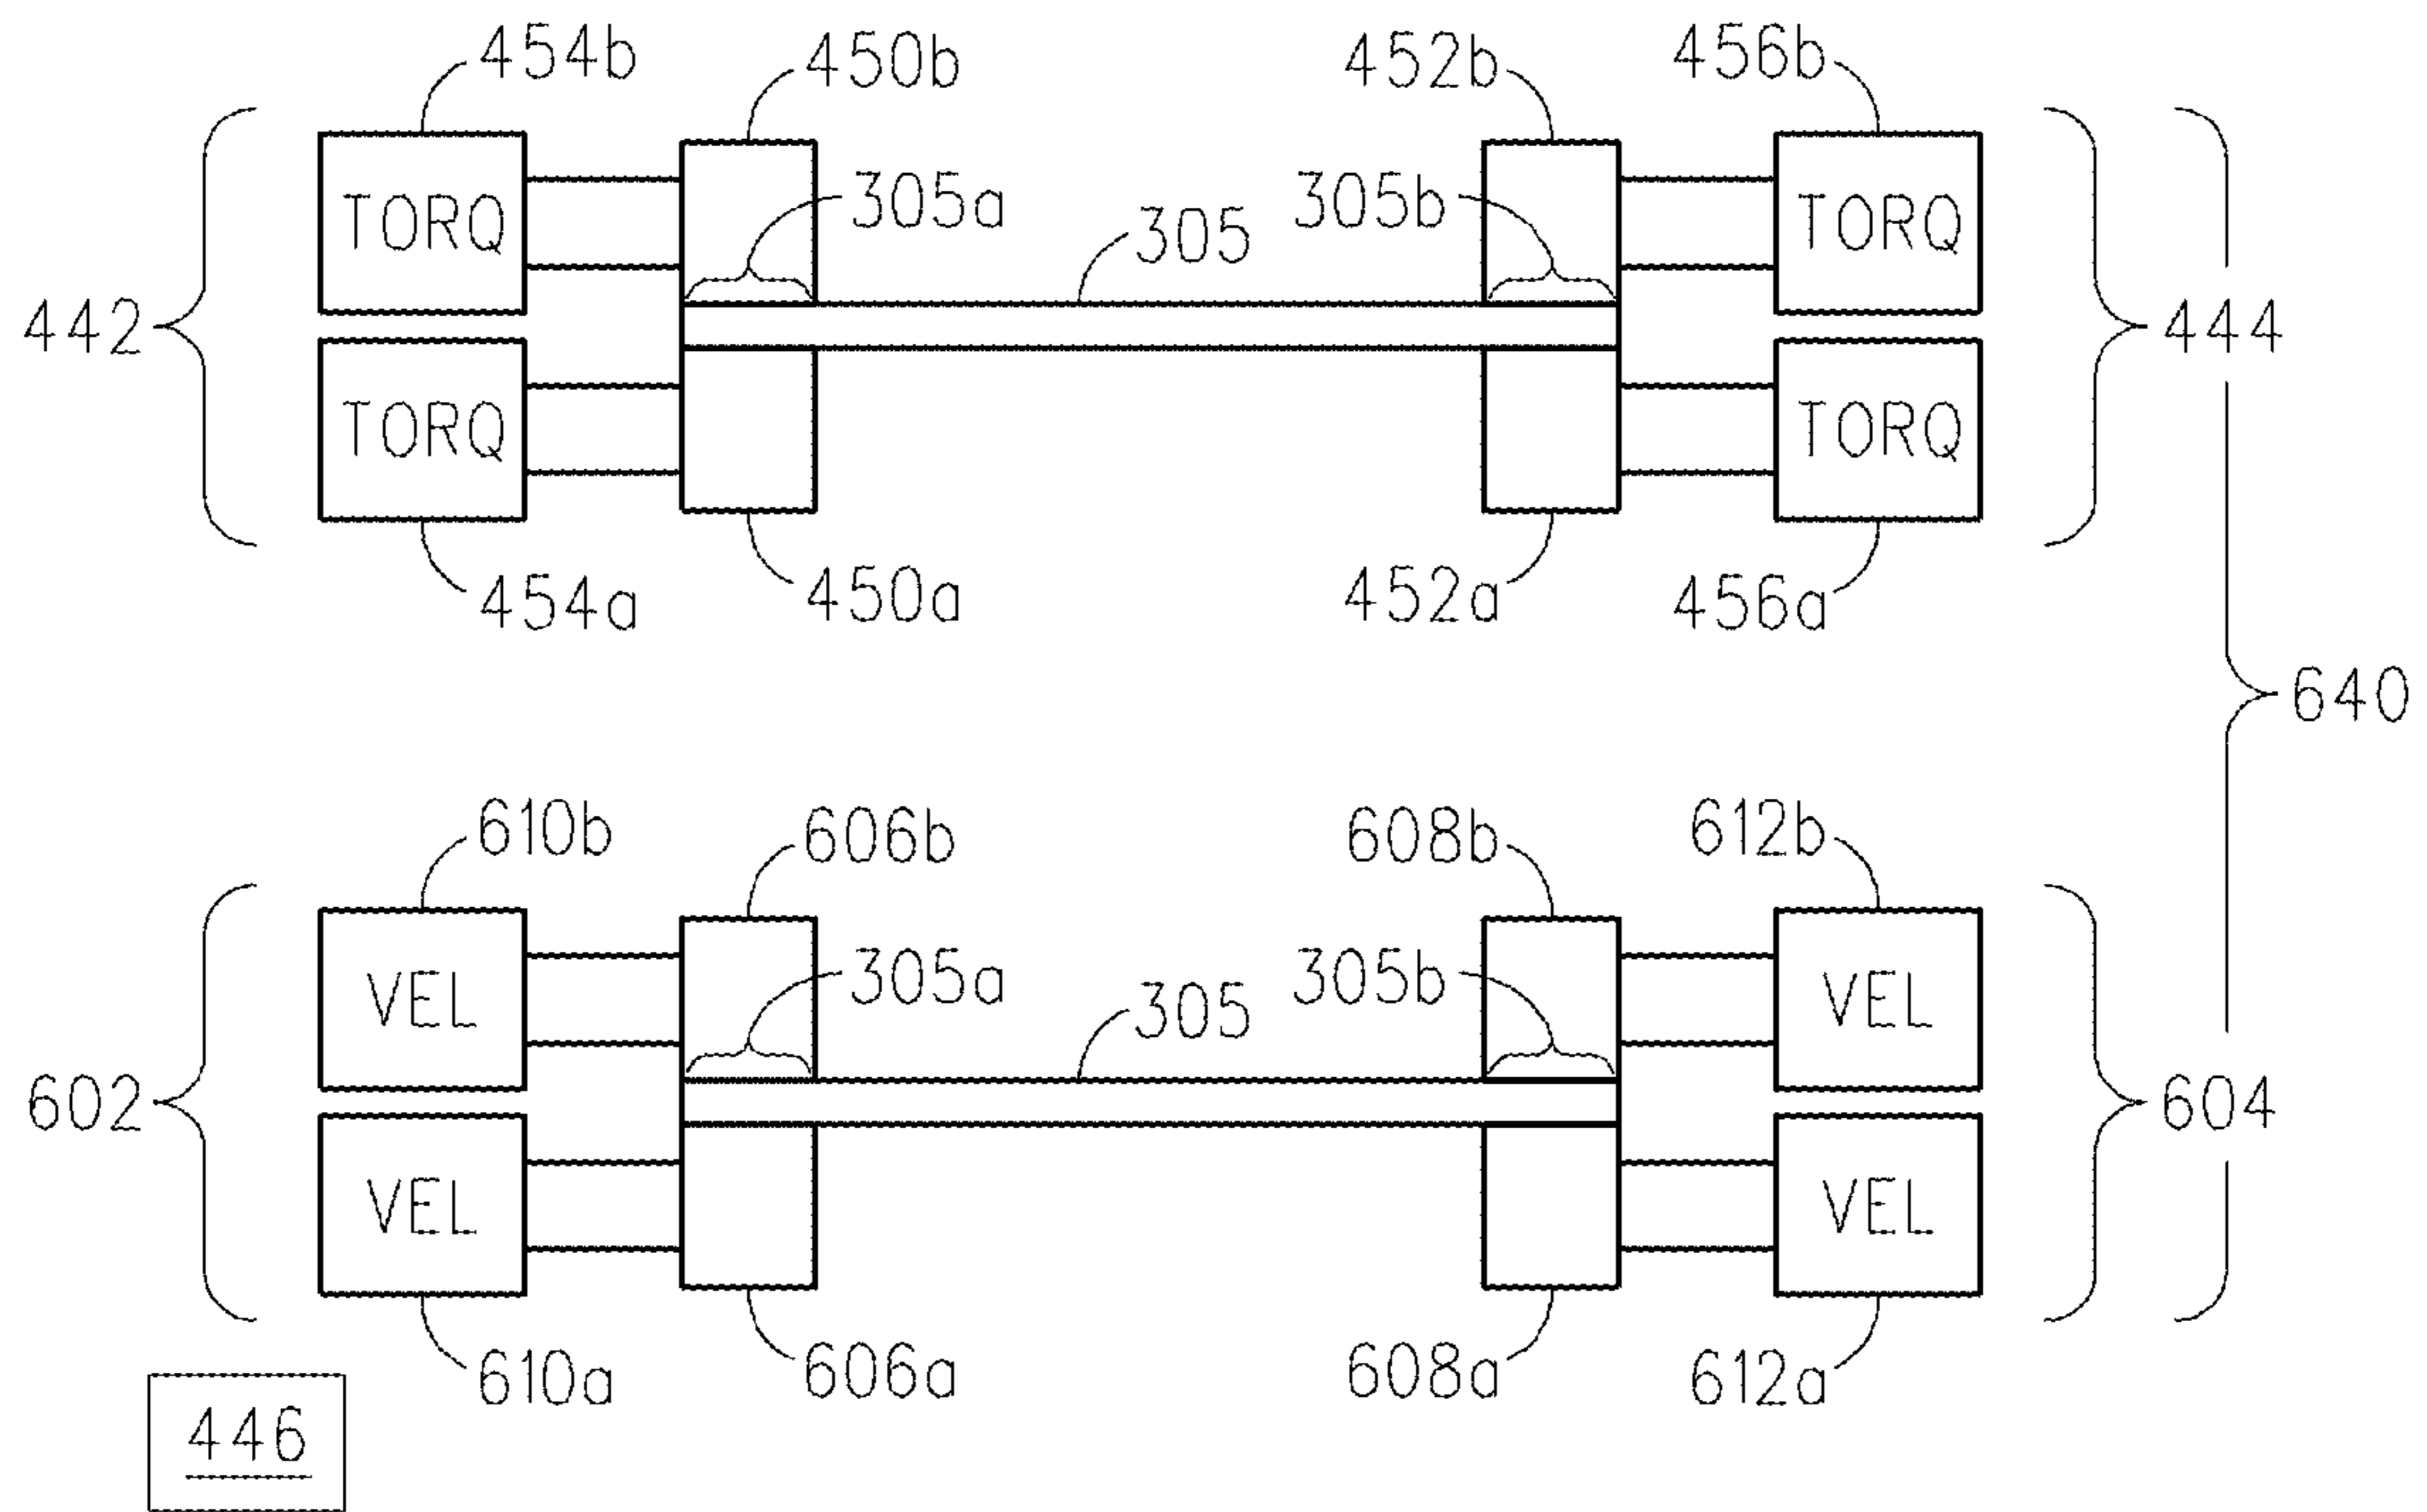 454b 450b 452b 456b
TORQ 305a 305 305b TORQ
442 444
TORQ TORQ
454a 450a 452a 456a
640
610b 606b 608b 612b
VEL 305a 305 305b VEL
602 604
VEL VEL
610a 606a 608a 612a
446